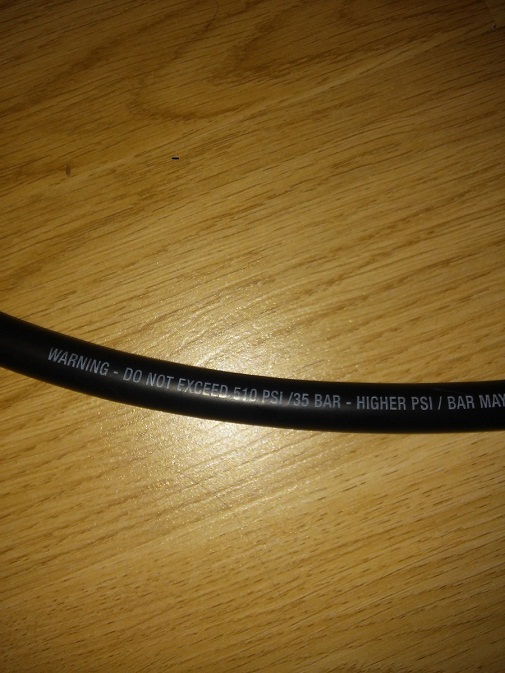 WARNING - DO NOT EXCEED 510 PSI /35 BAR - HIGHER PSI / BAR MAY